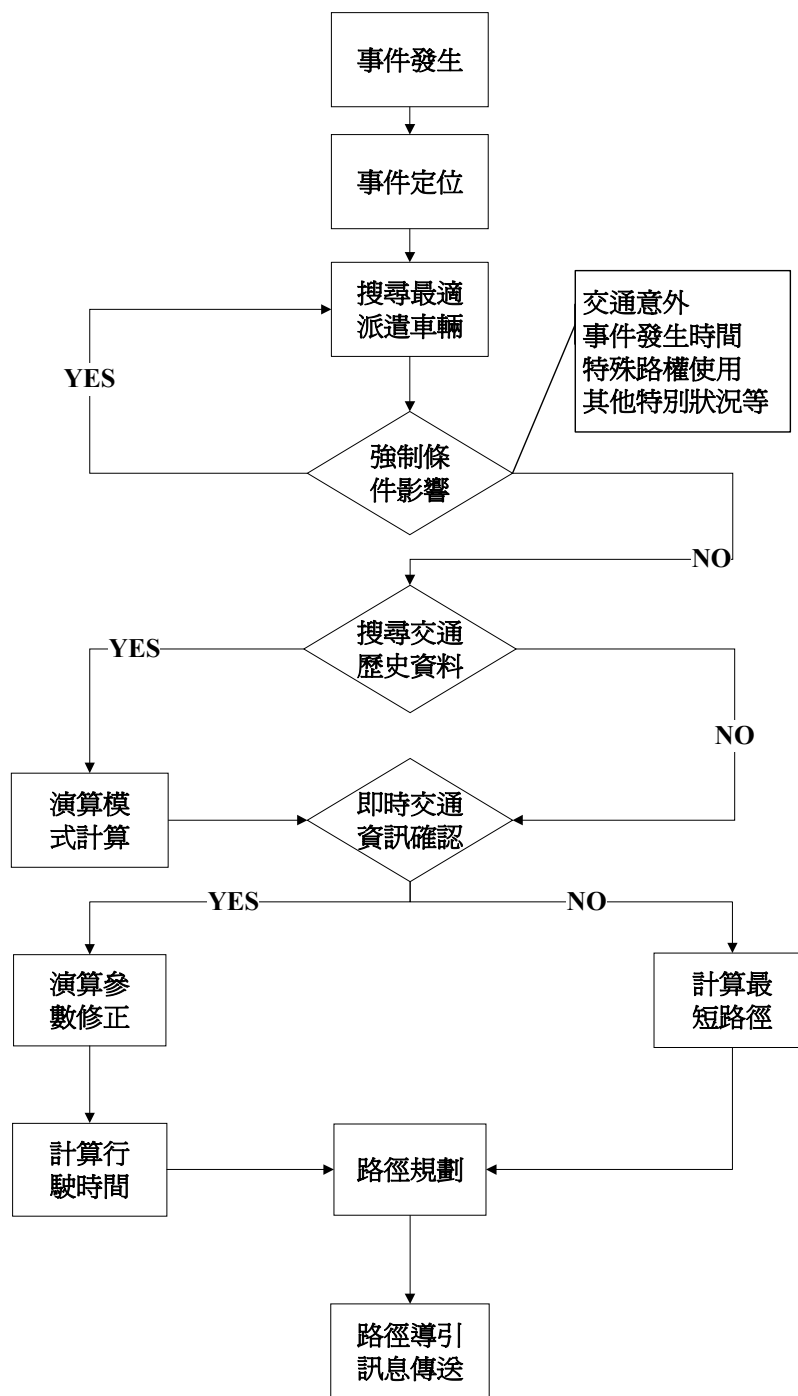 事件發生
事件定位
搜尋最適
派遣車輛
交通意外
事件發生時間
特殊路權使用
其他特別狀況等
YES
強制條
件影響
NO
搜尋交通
歷史資料
YES
NO
演算模
式計算
即時交通
資訊確認
YES
NO
演算參
數修正
計算最
短路徑
計算行
駛時間
路徑規劃
路徑導引
訊息傳送